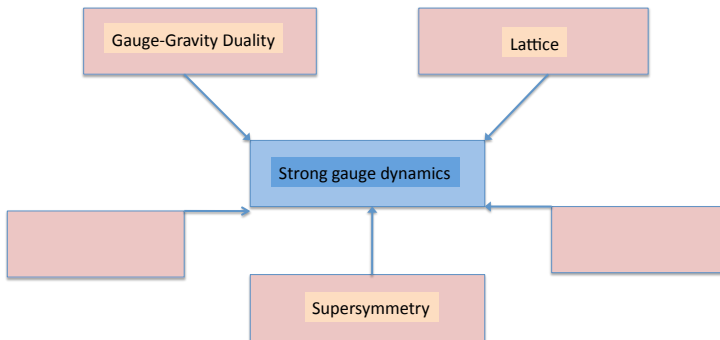 Gauge-Gravity Duality
Lattice
Strong gauge dynamics
Supersymmetry